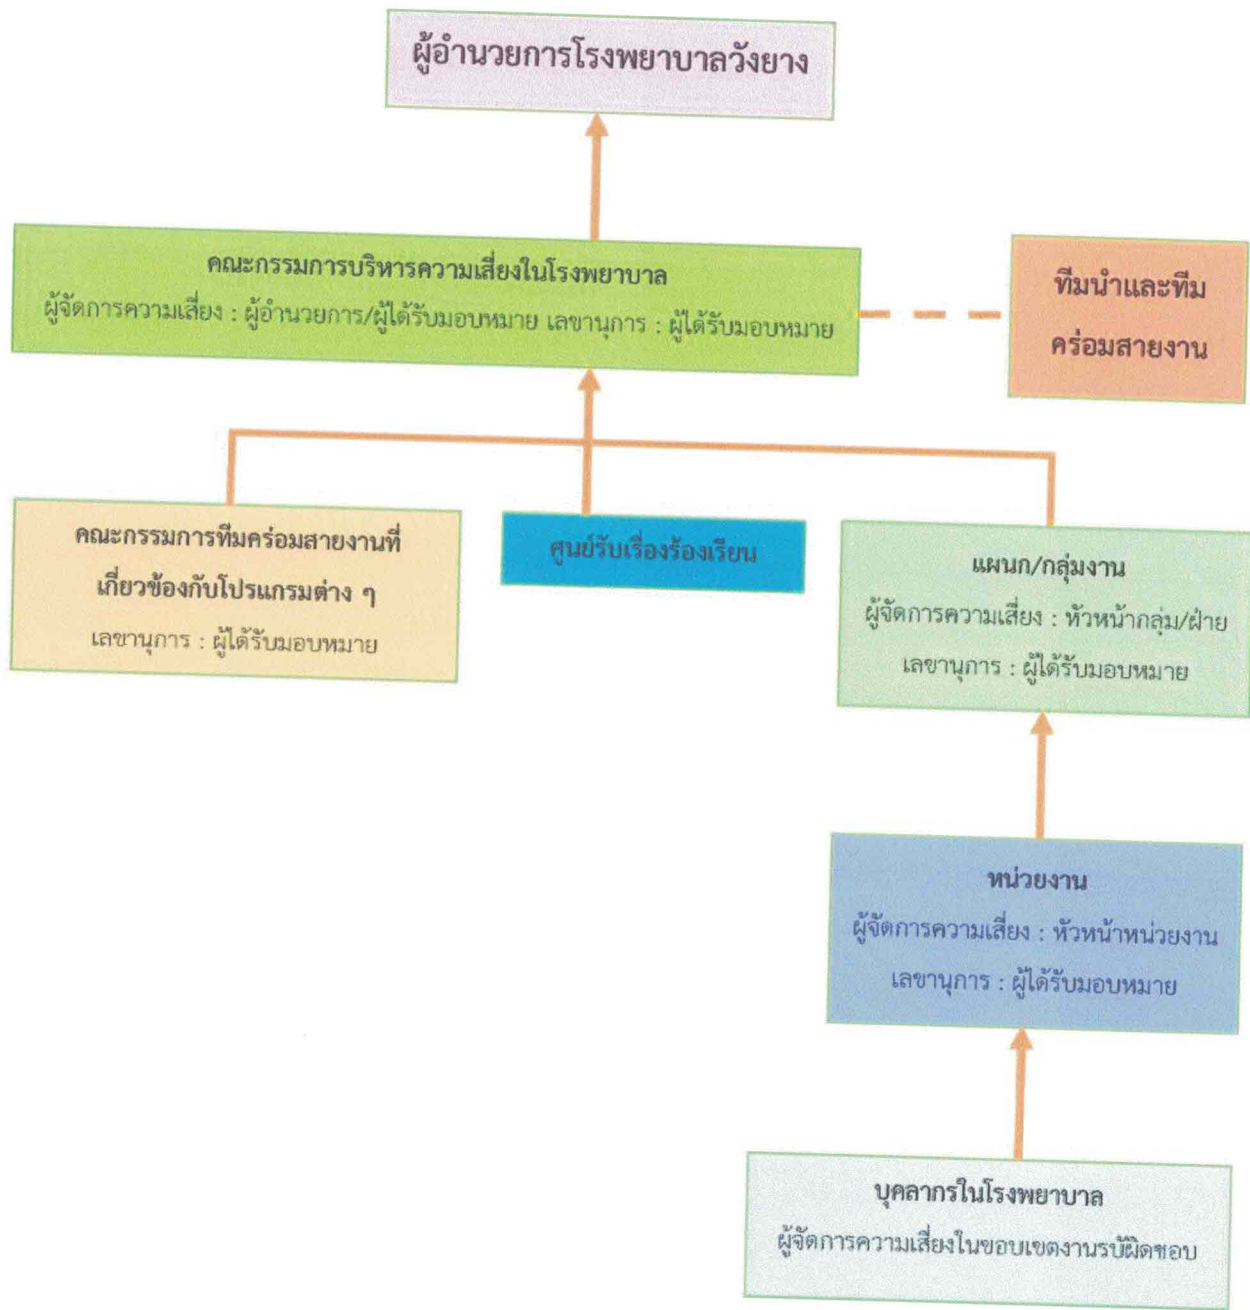 ผู้อำนวยการโรงพยาบาลวังยาง
คณะกรรมการบริหารความเสี่ยงในโรงพยาบาล
ผู้จัดการความเสี่ยง : ผู้อำนวยการ/ผู้ได้รับมอบหมาย เลขานุการ : ผู้ได้รับมอบหมาย
ทีมนำและทีม
คร่อมสายงาน
คณะกรรมการทีมคร่อมสายงานที่
เกี่ยวข้องกับโปรแกรมต่าง ๆ
เลขานุการ : ผู้ได้รับมอบหมาย
ศูนย์รับเรื่องร้องเรียน
แผนก/กลุ่มงาน
ผู้จัดการความเสี่ยง : หัวหน้ากลุ่ม/ฝ่าย
เลขานุการ : ผู้ได้รับมอบหมาย
หน่วยงาน
ผู้จัดการความเสี่ยง : หัวหน้าหน่วยงาน
เลขานุการ : ผู้ได้รับมอบหมาย
บุคลากรในโรงพยาบาล
ผู้จัดการความเสี่ยงในขอบเขตงานรบัผิดชอบ